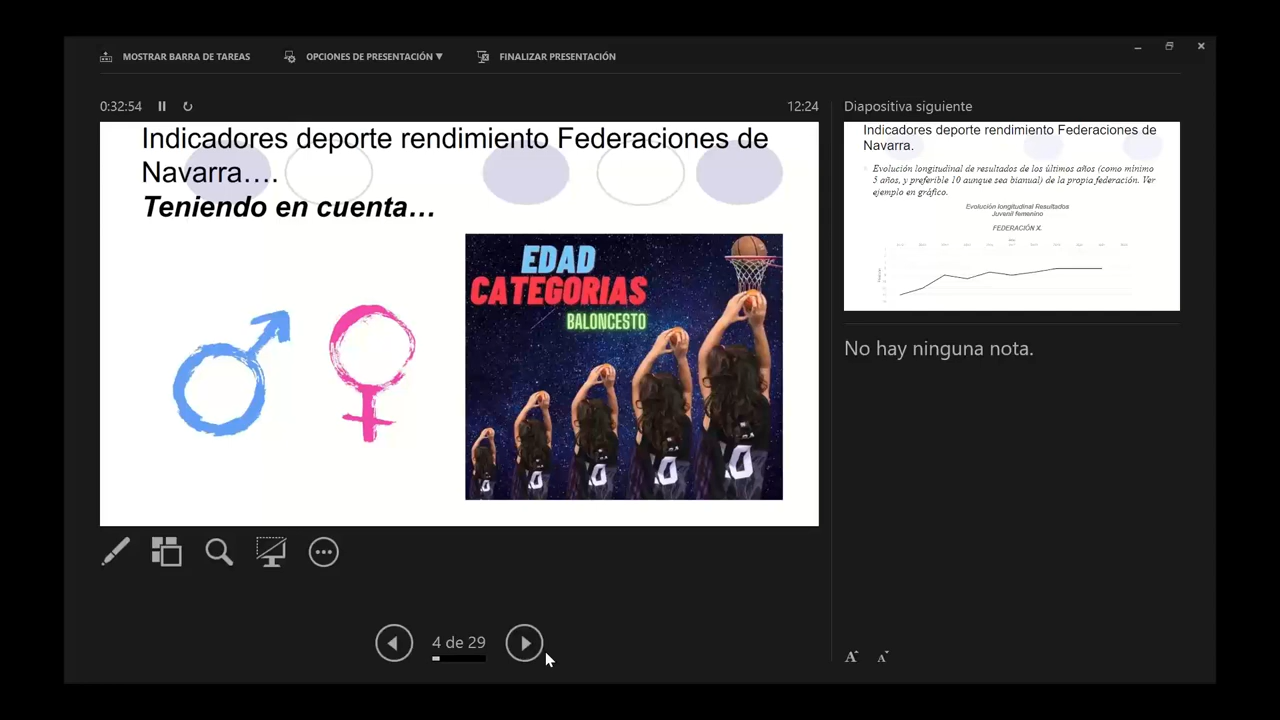 MOSTRAR BARRA DE TAREAS
OPCIONES DE PRESENTACIÓN ▼
FINALIZAR PRESENTACIÓN
0:32:54
12:24
Indicadores deporte rendimiento Federaciones de
Navarra….
Teniendo en cuenta…
EDAD
CATEGORIAS
BALONCESTO
Diapositiva siguiente
Indicadores deporte rendimiento Federaciones de
Navarra.
Evolución longitudinal de resultados de los últimos años (como mínimo
5 años, y preferible 10 aunque sea bianual) de la propia federación. Ver
ejemplo en gráfico.
Evolución longitudinal Resultados
Juvenil femenino
FEDERACIÓN X.
No hay ninguna nota.
4 de 29